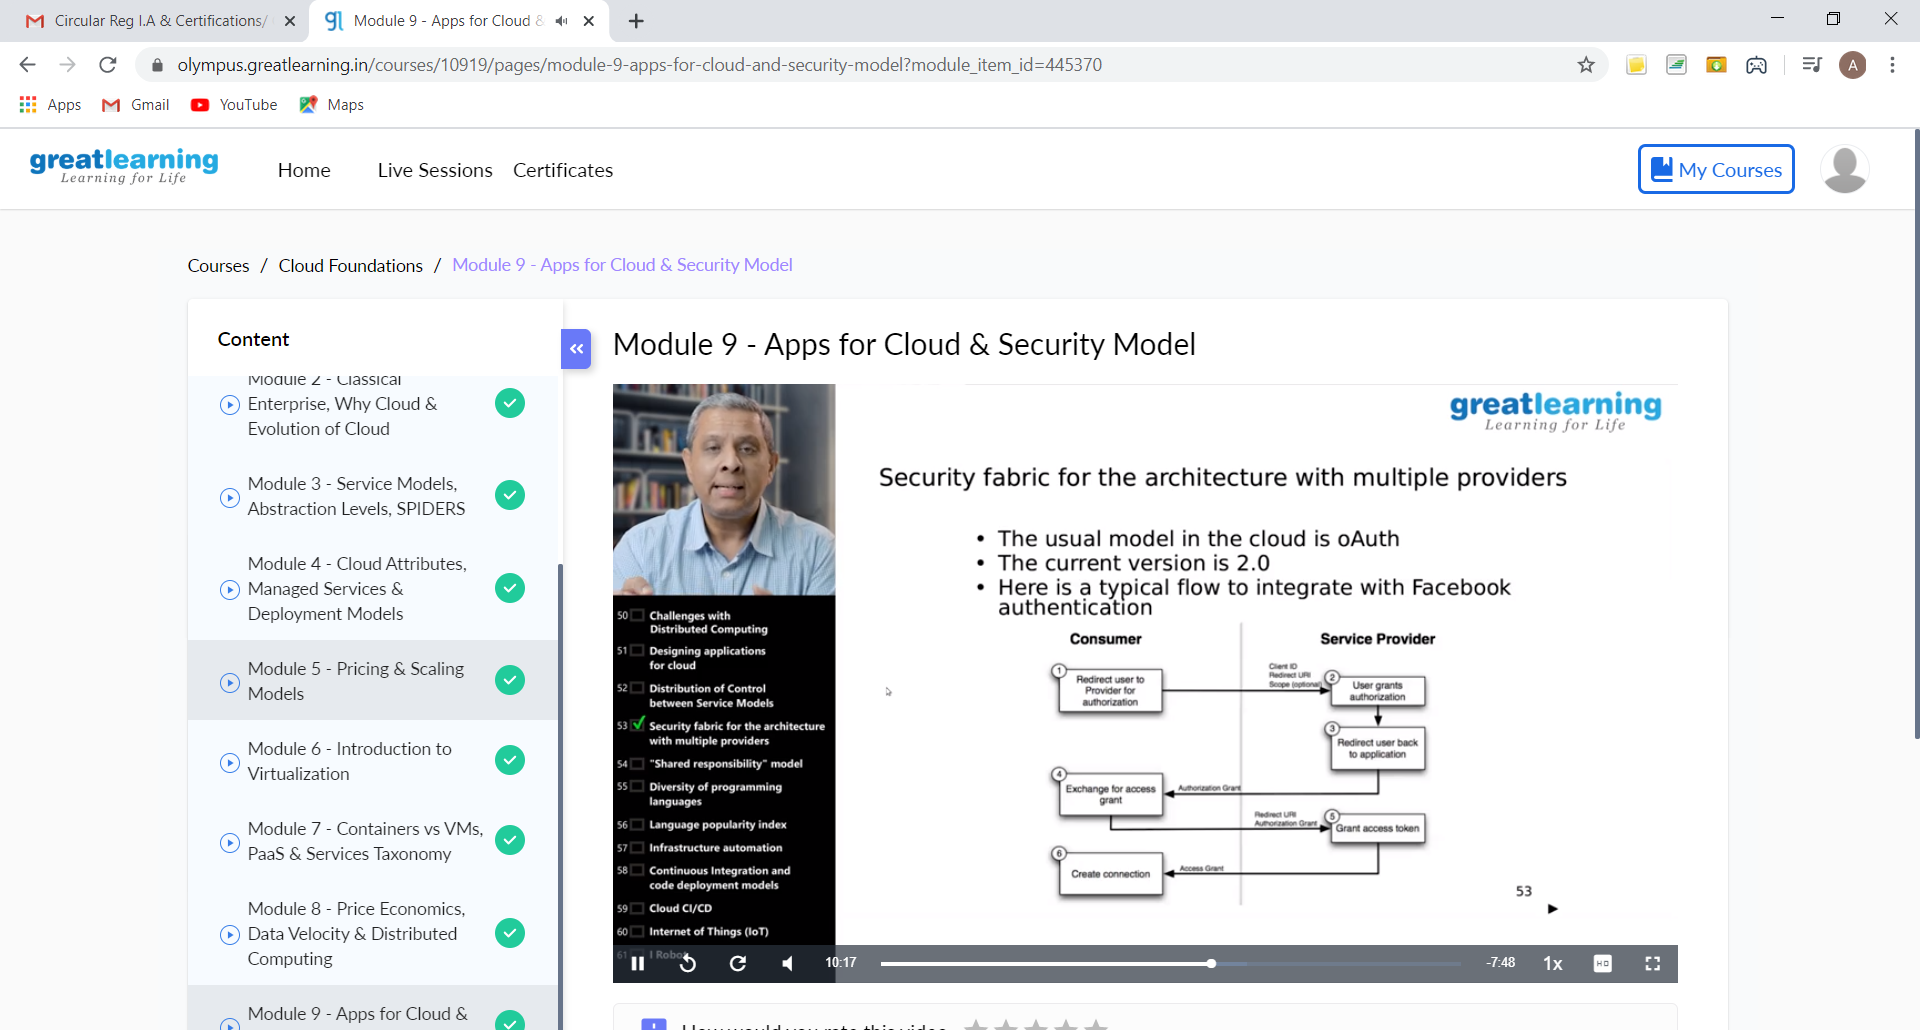 Circular Reg I.A & Certifications/
Module 9 - Apps for Cloud &
olympus.greatlearning.in/courses/10919/pages/module-9-apps-for-cloud-and-security-model?module_item_id=445370
A
Apps
Gmail
YouTube
Maps
greatlearning
Learning for Life
Home
Live Sessions
Certificates
My Courses
Courses / Cloud Foundations / Module 9 - Apps for Cloud & Security Model
Content
Module 2 - Classical
Enterprise, Why Cloud &
Evolution of Cloud
Module 3 - Service Models,
Abstraction Levels, SPIDERS
Module 4 - Cloud Attributes,
Managed Services &
Deployment Models
Module 5 - Pricing & Scaling
Models
Module 6 - Introduction to
Virtualization
Module 7 - Containers vs VMs,
PaaS & Services Taxonomy
Module 8 - Price Economics,
Data Velocity & Distributed
Computing
Module 9 - Apps for Cloud &
Module 9 - Apps for Cloud & Security Model
50 Challenges with
Distributed Computing
51 Designing applications
for cloud
52 Distribution of Control
between Service Models
53 Security fabric for the architecture
with multiple providers
54 "Shared responsibility" model
55 Diversity of programming
languages
56 Language popularity index
57 Infrastructure automation
58 Continuous Integration and
code deployment models
59 Cloud CI/CD
60 Internet of Things (IoT)
61 I Robot
greatlearning
Learning for Life
Security fabric for the architecture with multiple providers
• The usual model in the cloud is oAuth
• The current version is 2.0
• Here is a typical flow to integrate with Facebook
authentication
Consumer
Service Provider
1
Redirect user to
Provider for
authorization
Client ID
Redirect URI
Scope (optional)
2
User grants
authorization
3
Redirect user back
to application
4
Exchange for access
grant
Authorization Grant
Redirect URI
Authorization Grant
5
Grant access token
6
Create connection
Access Grant
53
10:17
-7:48
1x
HD
How would you rate this video